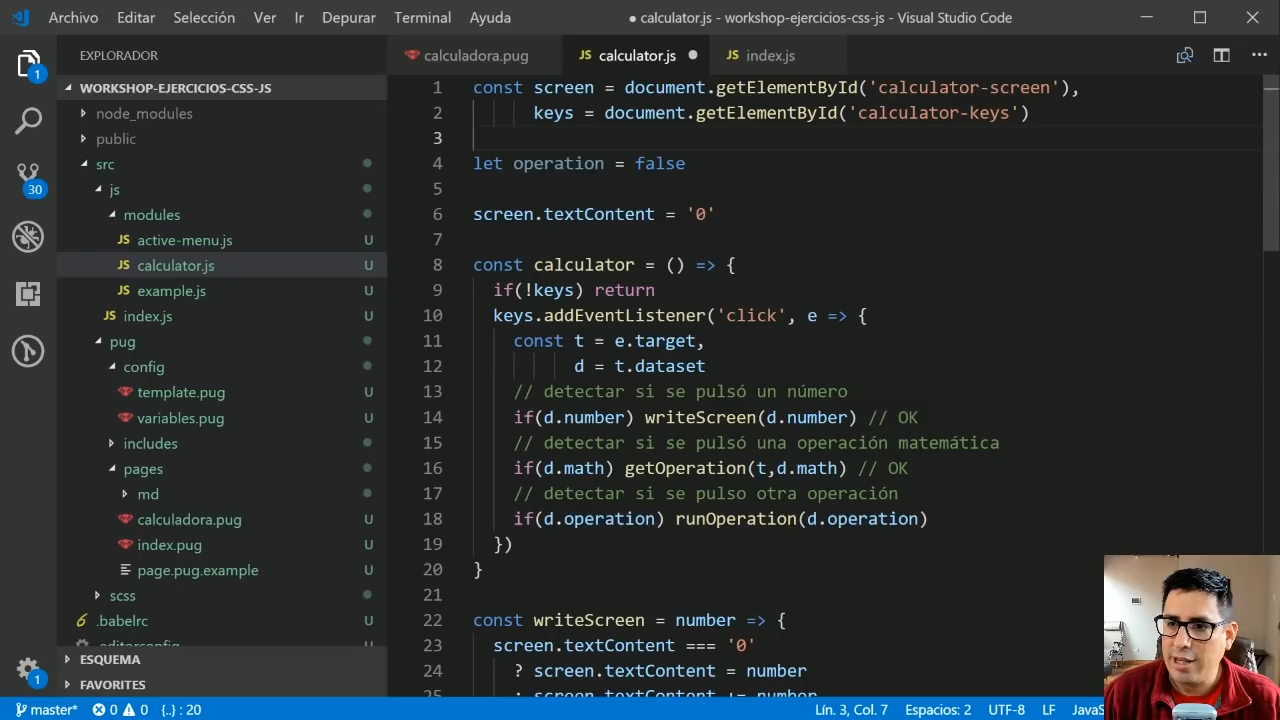 Archivo Editar Selección Ver Ir Depurar Terminal Ayuda ● calculator.js - workshop-ejercicios-css-js - Visual Studio Code
EXPLORADOR
WORKSHOP-EJERCICIOS-CSS-JS
node_modules
public
src
js
modules
JS active-menu.js U
JS calculator.js U
JS example.js U
JS index.js U
pug
config
template.pug U
variables.pug U
includes
pages
md
calculadora.pug U
index.pug U
page.pug.example U
scss
.babelrc U
.editorconfig U
ESQUEMA
FAVORITES
1
30
1
calculadora.pug JS calculator.js ● JS index.js
1 const screen = document.getElementById('calculator-screen'),
2 keys = document.getElementById('calculator-keys')
3
4 let operation = false
5
6 screen.textContent = '0'
7
8 const calculator = () => {
9 if(!keys) return
10 keys.addEventListener('click', e => {
11 const t = e.target,
12 d = t.dataset
13 // detectar si se pulsó un número
14 if(d.number) writeScreen(d.number) // OK
15 // detectar si se pulsó una operación matemática
16 if(d.math) getOperation(t,d.math) // OK
17 // detectar si se pulso otra operación
18 if(d.operation) runOperation(d.operation)
19 })
20 }
21
22 const writeScreen = number => {
23 screen.textContent === '0'
24 ? screen.textContent = number
25 : screen.textContent += number
master* 0 0 {..} : 20 Lín. 3, Col. 7 Espacios: 2 UTF-8 LF